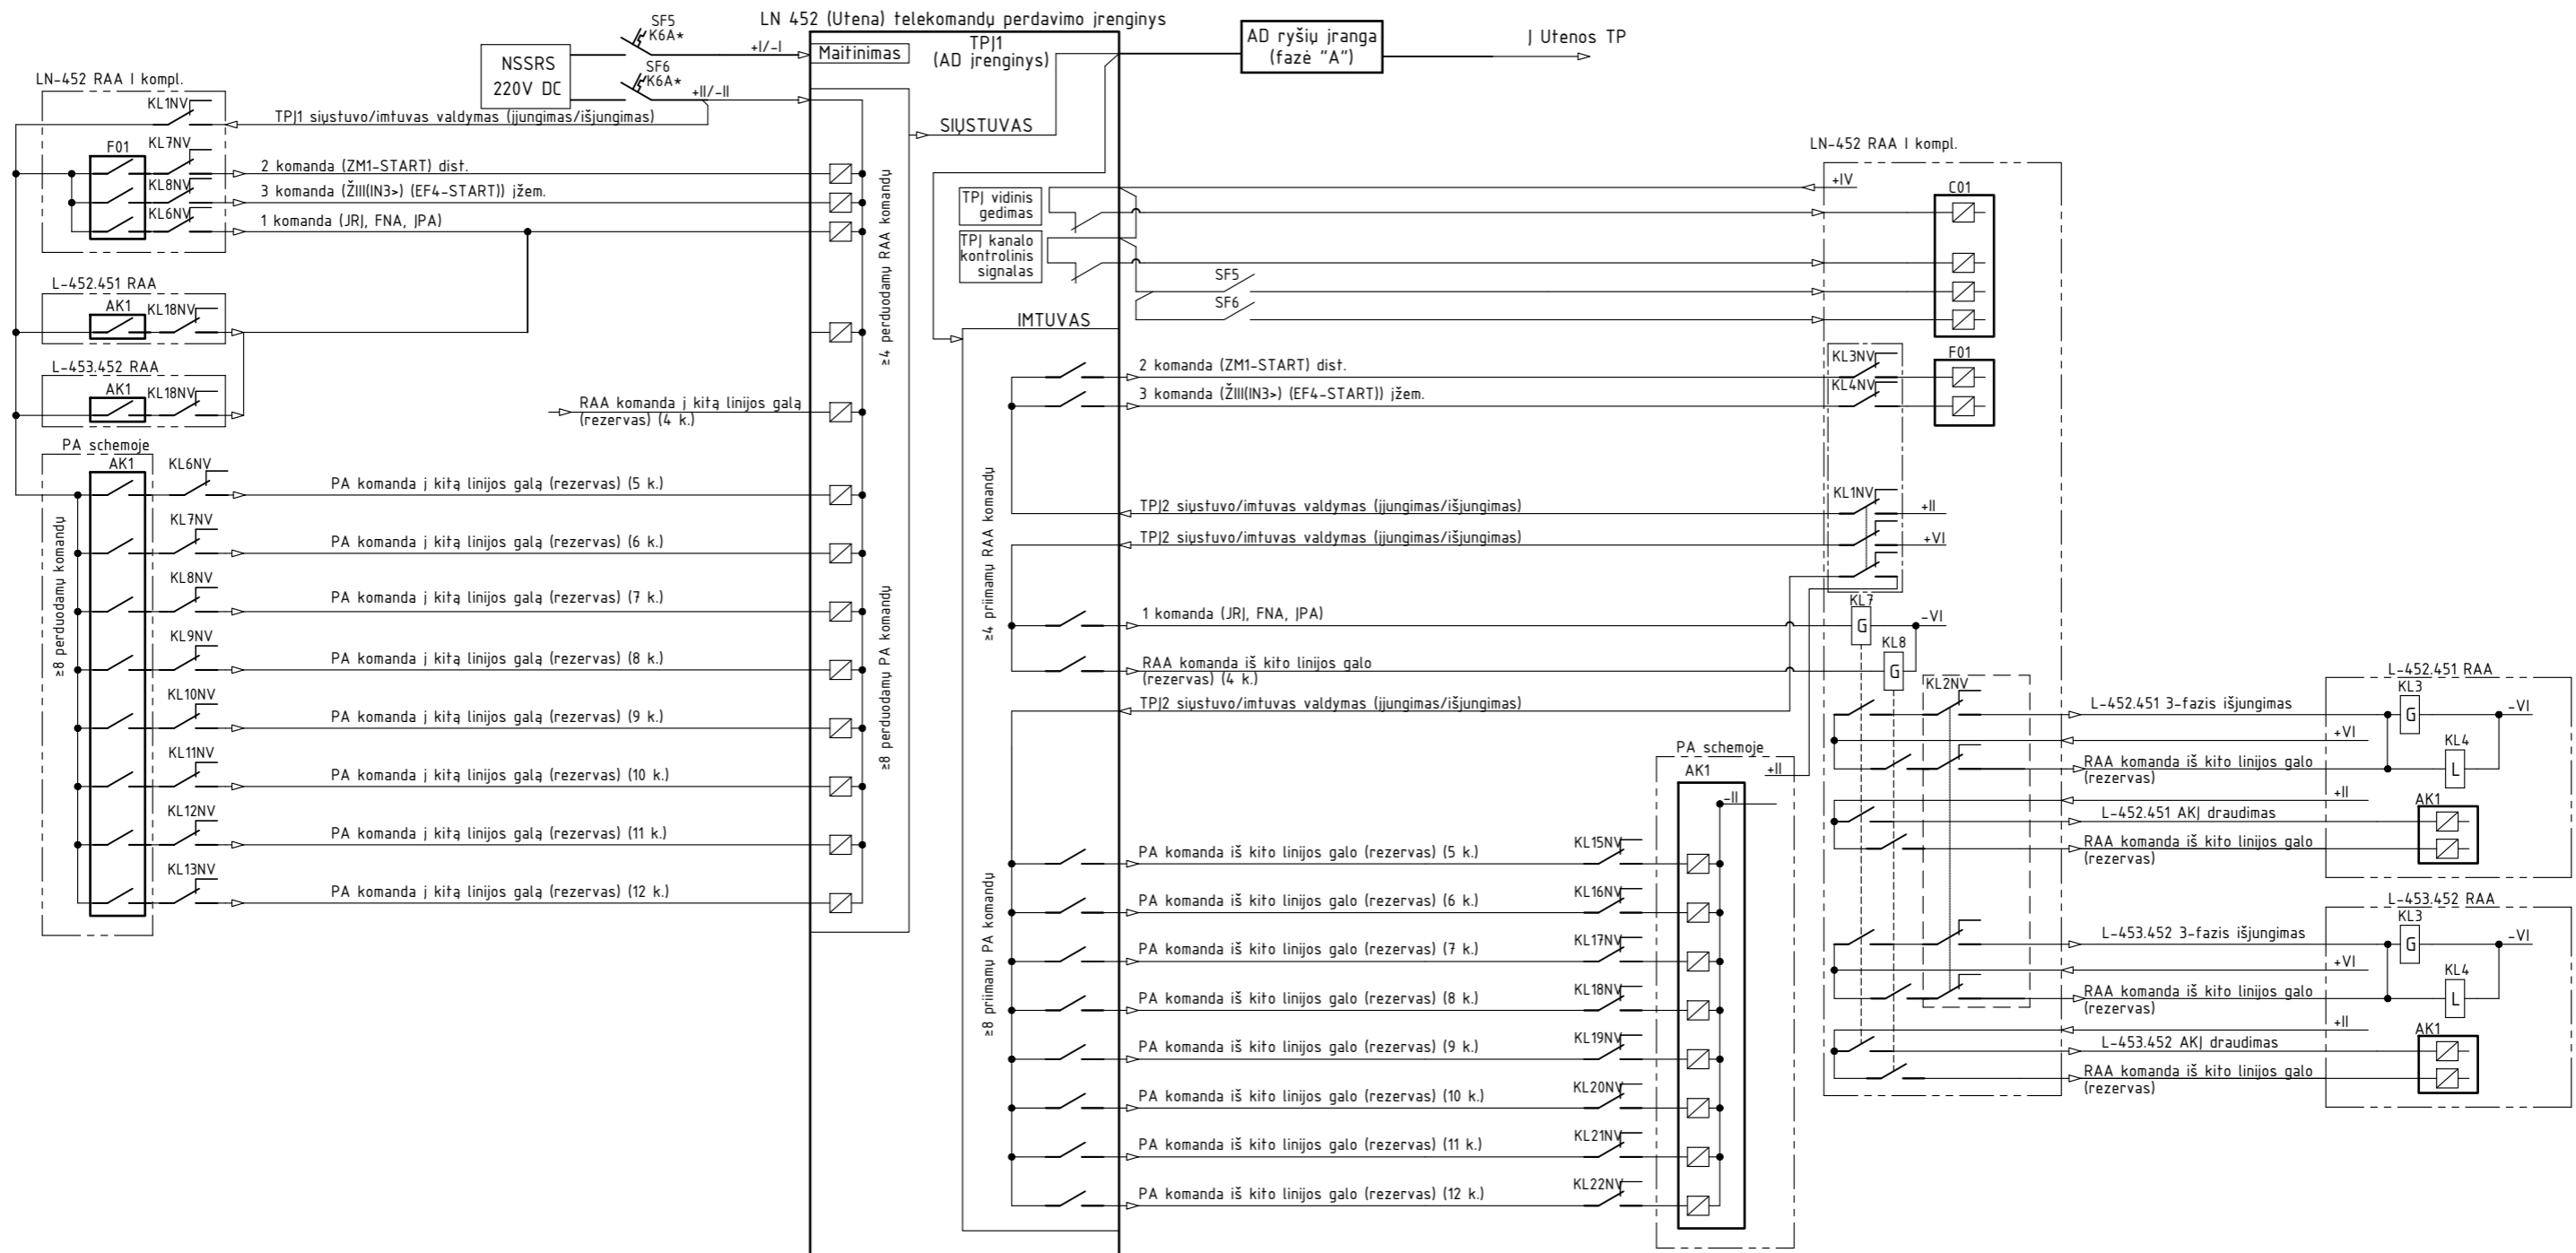 LN 452 (Utena) telekomandų perdavimo įrenginys
SF5
K6A*
+I/-I
NSSRS
220V DC
SF6
K6A*
+II/-II
Maitinimas
TPĮ1
(AD įrenginys)
AD ryšių įranga
(fazė "A")
Į Utenos TP
LN-452 RAA I kompl.
KL1NV
TPĮ1 siųstuvo/imtuvas valdymas (įjungimas/išjungimas)
F01
KL7NV
2 komanda (ZM1-START) dist.
KL8NV
3 komanda (ŽIII(IN3>) (EF4-START)) įžem.
KL6NV
1 komanda (JRĮ, FNA, ĮPA)
L-452.451 RAA
AK1
KL18NV
L-453.452 RAA
AK1
KL18NV
RAA komanda į kitą linijos galą
(rezervas) (4 k.)
PA schemoje
AK1
≥8 perduodamų komandų
KL6NV
PA komanda į kitą linijos galą (rezervas) (5 k.)
KL7NV
PA komanda į kitą linijos galą (rezervas) (6 k.)
KL8NV
PA komanda į kitą linijos galą (rezervas) (7 k.)
KL9NV
PA komanda į kitą linijos galą (rezervas) (8 k.)
KL10NV
PA komanda į kitą linijos galą (rezervas) (9 k.)
KL11NV
PA komanda į kitą linijos galą (rezervas) (10 k.)
KL12NV
PA komanda į kitą linijos galą (rezervas) (11 k.)
KL13NV
PA komanda į kitą linijos galą (rezervas) (12 k.)
≥4 perduodamų RAA komandų
≥8 perduodamų PA komandų
SIŲSTUVAS
TPĮ vidinis
gedimas
TPĮ kanalo
kontrolinis
signalas
SF5
SF6
IMTUVAS
≥4 priimamų RAA komandų
≥8 priimamų PA komandų
2 komanda (ZM1-START) dist.
3 komanda (ŽIII(IN3>) (EF4-START)) įžem.
TPĮ2 siųstuvo/imtuvas valdymas (įjungimas/išjungimas)
TPĮ2 siųstuvo/imtuvas valdymas (įjungimas/išjungimas)
1 komanda (JRĮ, FNA, ĮPA)
RAA komanda iš kito linijos galo
(rezervas) (4 k.)
TPĮ2 siųstuvo/imtuvas valdymas (įjungimas/išjungimas)
PA komanda iš kito linijos galo (rezervas) (5 k.)
KL15NV
PA komanda iš kito linijos galo (rezervas) (6 k.)
KL16NV
PA komanda iš kito linijos galo (rezervas) (7 k.)
KL17NV
PA komanda iš kito linijos galo (rezervas) (8 k.)
KL18NV
PA komanda iš kito linijos galo (rezervas) (9 k.)
KL19NV
PA komanda iš kito linijos galo (rezervas) (10 k.)
KL20NV
PA komanda iš kito linijos galo (rezervas) (11 k.)
KL21NV
PA komanda iš kito linijos galo (rezervas) (12 k.)
KL22NV
PA schemoje
AK1
+II
-II
LN-452 RAA I kompl.
+IV
C01
F01
KL3NV
KL4NV
KL1NV
+II
+VI
KL7
G
-VI
KL8
G
KL2NV
L-452.451 3-fazis išjungimas
+VI
RAA komanda iš kito linijos galo
(rezervas)
+II
L-452.451 AKĮ draudimas
RAA komanda iš kito linijos galo
(rezervas)
L-452.451 RAA
KL3
G
-VI
KL4
L
AK1
L-453.452 3-fazis išjungimas
+VI
RAA komanda iš kito linijos galo
(rezervas)
+II
L-453.452 AKĮ draudimas
RAA komanda iš kito linijos galo
(rezervas)
L-453.452 RAA
KL3
G
-VI
KL4
L
AK1